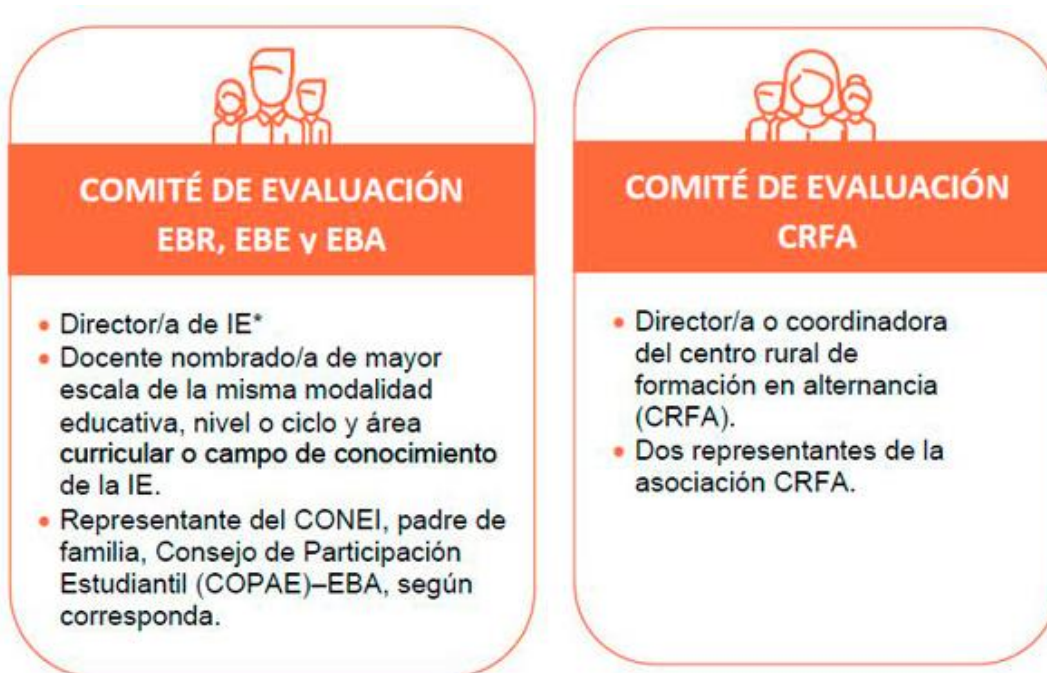 COMITÉ DE EVALUACIÓN
EBR, EBE y EBA
• Director/a de IE*
• Docente nombrado/a de mayor
escala de la misma modalidad
educativa, nivel o ciclo y área
curricular o campo de conocimiento
de la IE.
• Representante del CONEI, padre de
familia, Consejo de Participación
Estudiantil (COPAE)–EBA, según
corresponda.
COMITÉ DE EVALUACIÓN
CRFA
• Director/a o coordinadora
del centro rural de
formación en alternancia
(CRFA).
• Dos representantes de la
asociación CRFA.